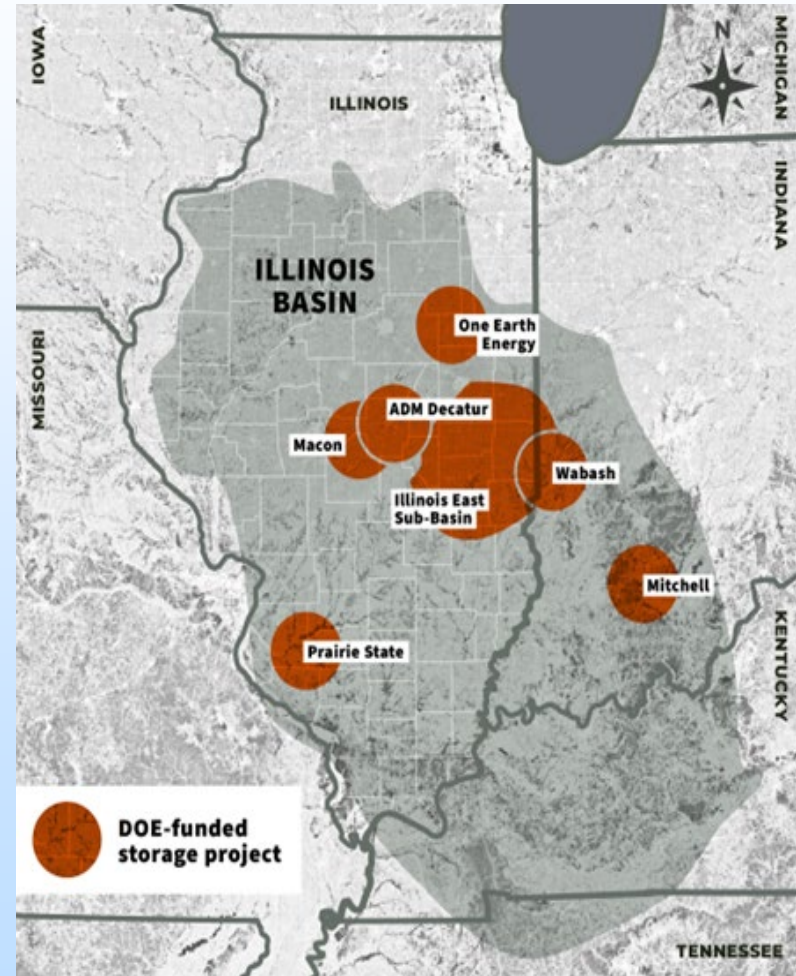 IOWA
ILLINOIS
N
MICHIGAN
INDIANA
ILLINOIS
BASIN
One Earth
Energy
MISSOURI
ADM Decatur
Macon
Wabash
Illinois East
Sub-Basin
Mitchell
Prairie State
KENTUCKY
DOE-funded
storage project
TENNESSEE